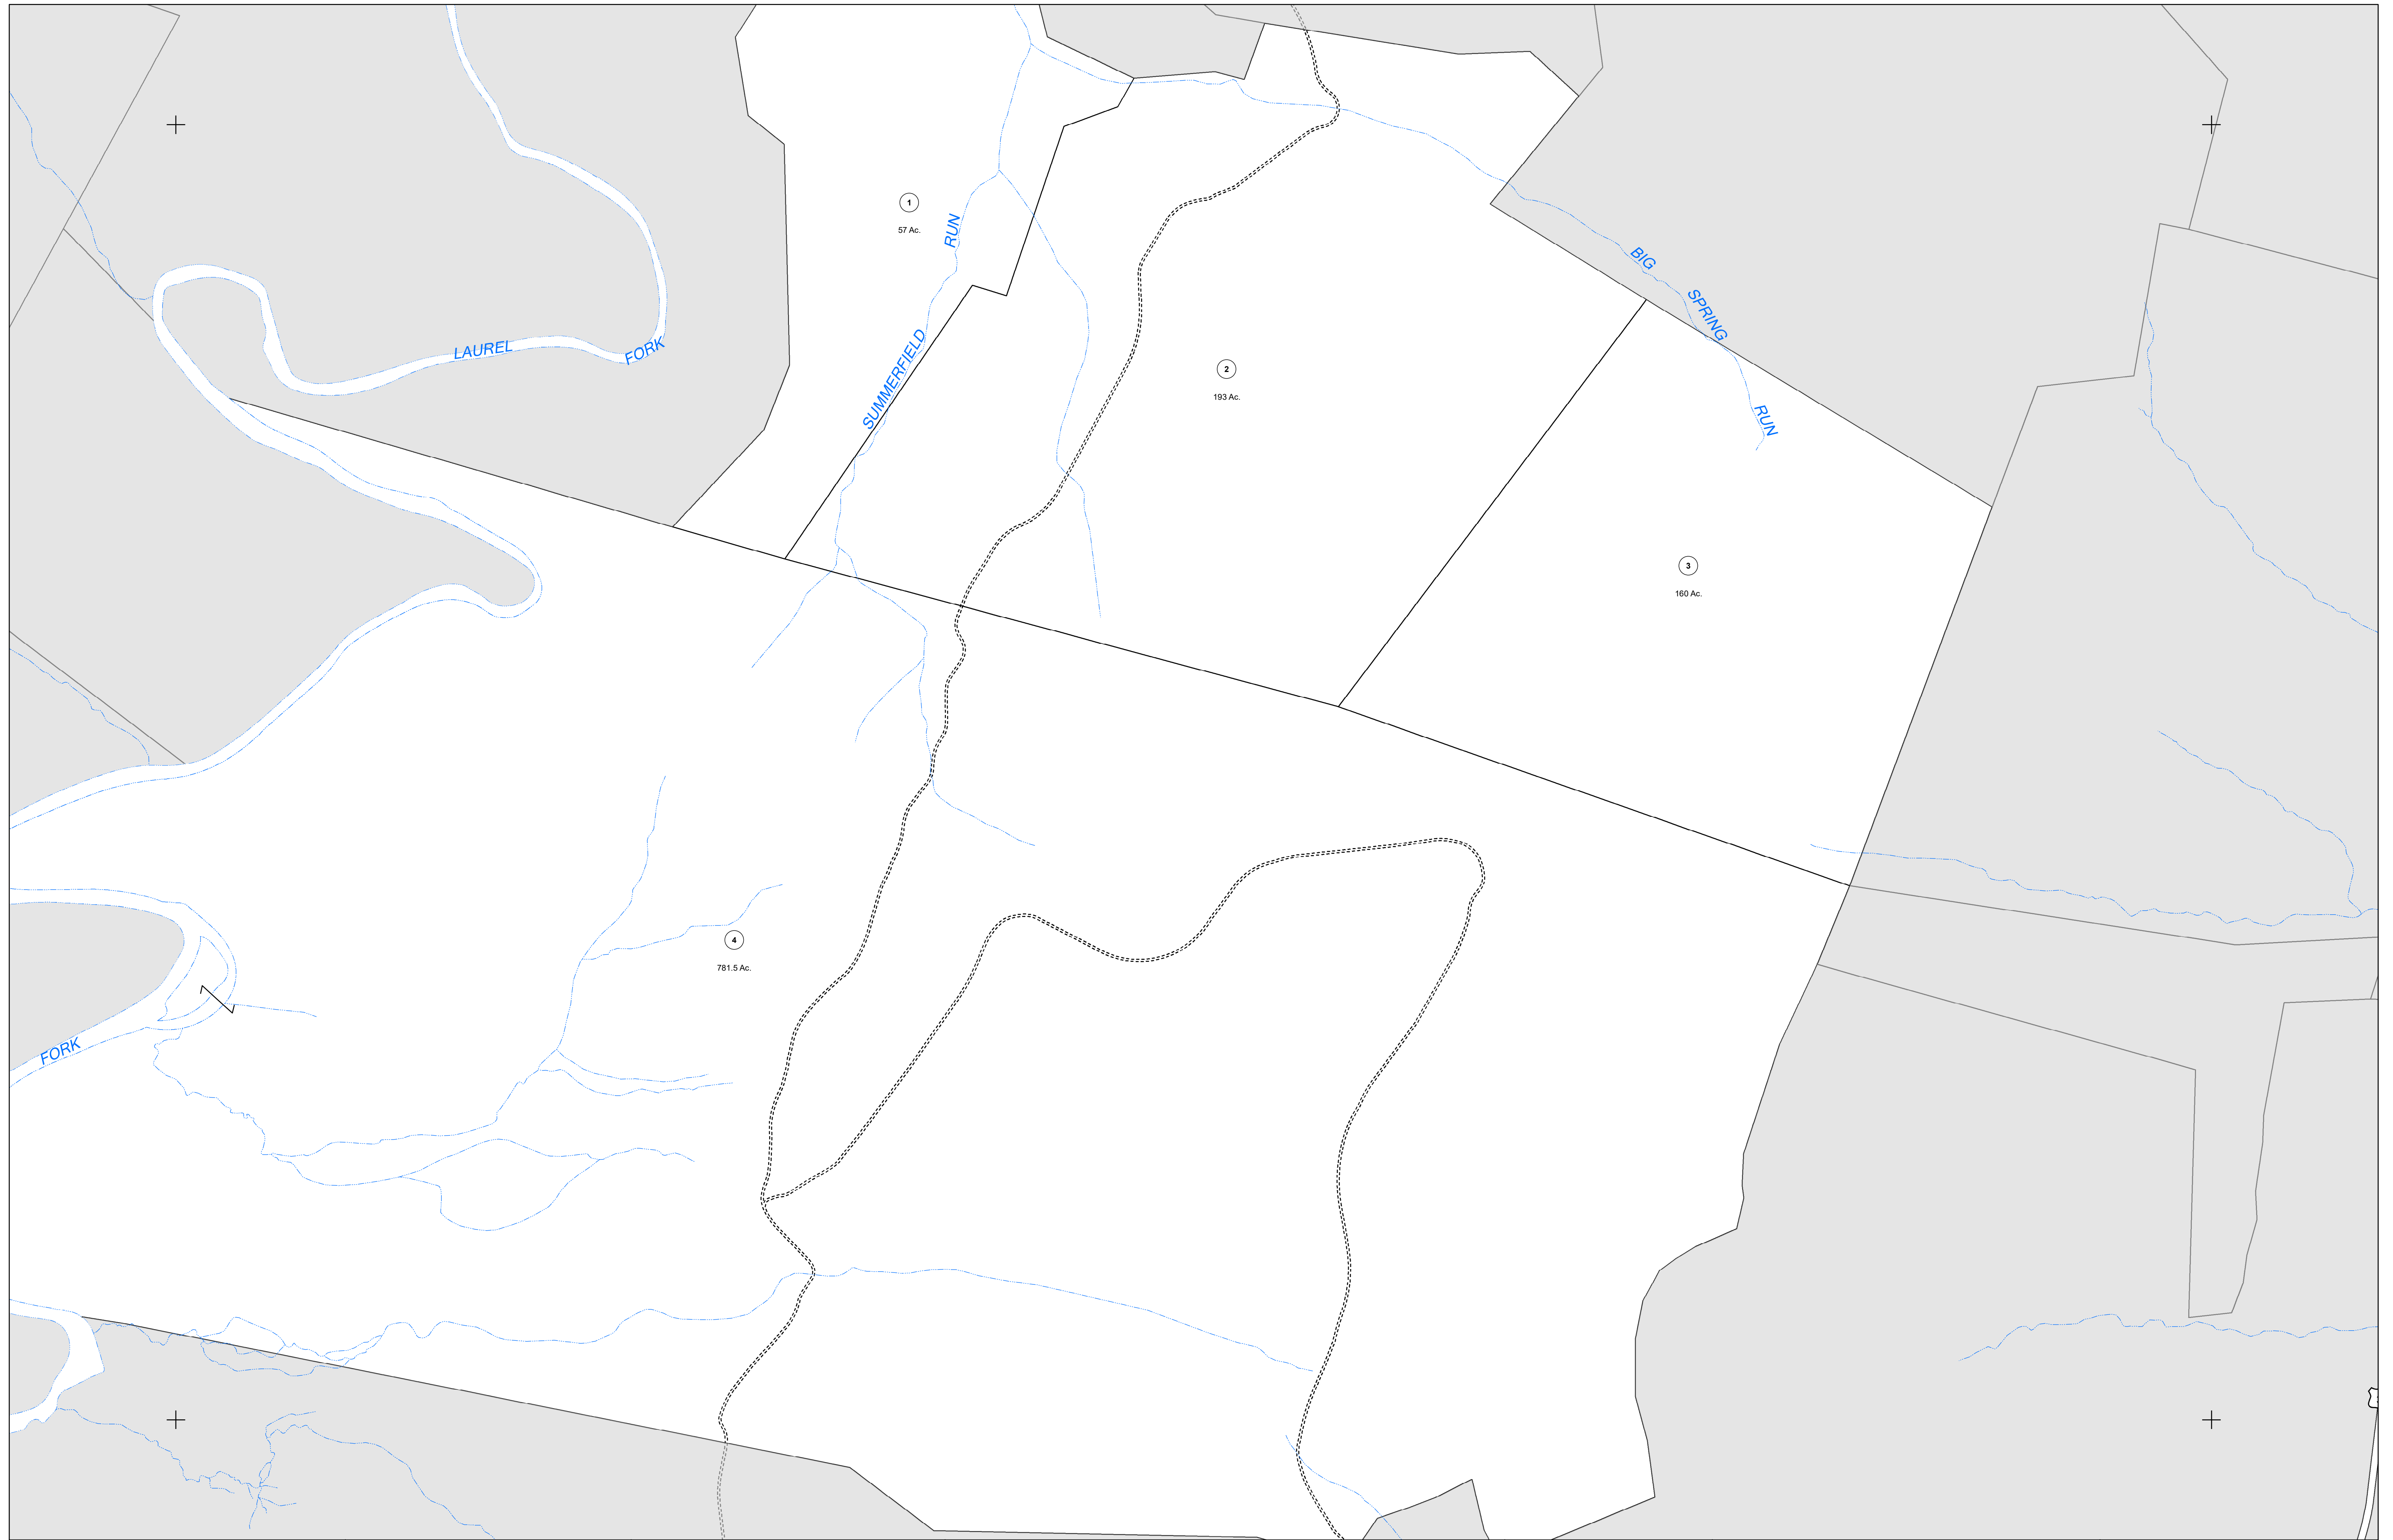 1
57 Ac.
RUN
SUMMERFIELD
LAUREL
FORK
BIG
SPRING
RUN
2
193 Ac.
3
160 Ac.
4
781.5 Ac.
FORK